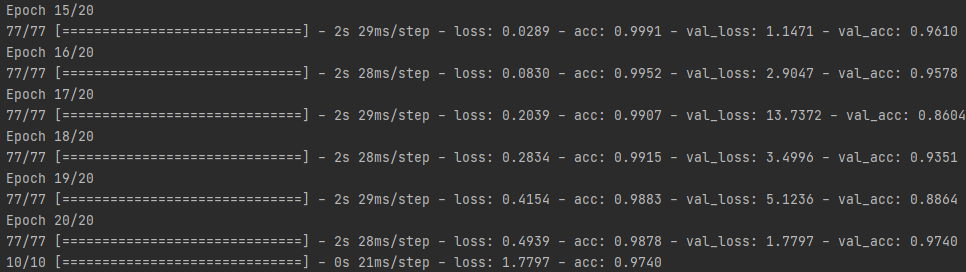 Epoch 15/20
77/77 [==============================] - 2s 29ms/step - loss: 0.0289 - acc: 0.9991 - val_loss: 1.1471 - val_acc: 0.9610
Epoch 16/20
77/77 [==============================] - 2s 28ms/step - loss: 0.0830 - acc: 0.9952 - val_loss: 2.9047 - val_acc: 0.9578
Epoch 17/20
77/77 [==============================] - 2s 29ms/step - loss: 0.2039 - acc: 0.9907 - val_loss: 13.7372 - val_acc: 0.8604
Epoch 18/20
77/77 [==============================] - 2s 28ms/step - loss: 0.2834 - acc: 0.9915 - val_loss: 3.4996 - val_acc: 0.9351
Epoch 19/20
77/77 [==============================] - 2s 29ms/step - loss: 0.4154 - acc: 0.9883 - val_loss: 5.1236 - val_acc: 0.8864
Epoch 20/20
77/77 [==============================] - 2s 28ms/step - loss: 0.4939 - acc: 0.9878 - val_loss: 1.7797 - val_acc: 0.9740
10/10 [==============================] - 0s 21ms/step - loss: 1.7797 - acc: 0.9740